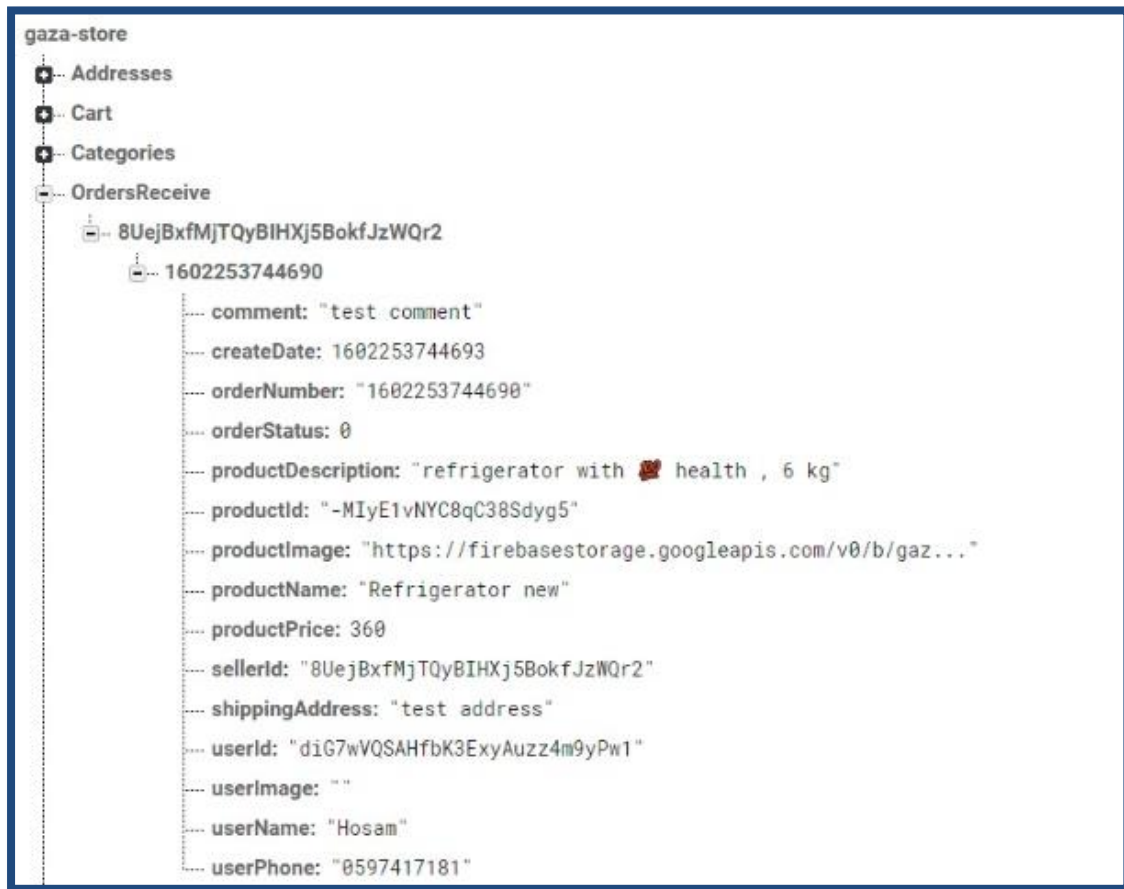 gaza-store
Addresses
Cart
Categories
OrdersReceive
8UejBxfMjTQyBIHXj5BokfJzWQr2
1602253744690
comment: "test comment"
createDate: 1602253744693
orderNumber: "1602253744690"
orderStatus: 0
productDescription: "refrigerator with 💯 health , 6 kg"
productId: "-MIyE1vNYC8qC38Sdyg5"
productImage: "https://firebasestorage.googleapis.com/v0/b/gaz..."
productName: "Refrigerator new"
productPrice: 360
sellerId: "8UejBxfMjTQyBIHXj5BokfJzWQr2"
shippingAddress: "test address"
userId: "diG7wVQSAHfbK3ExyAuzz4m9yPw1"
userImage: ""
userName: "Hosam"
userPhone: "0597417181"